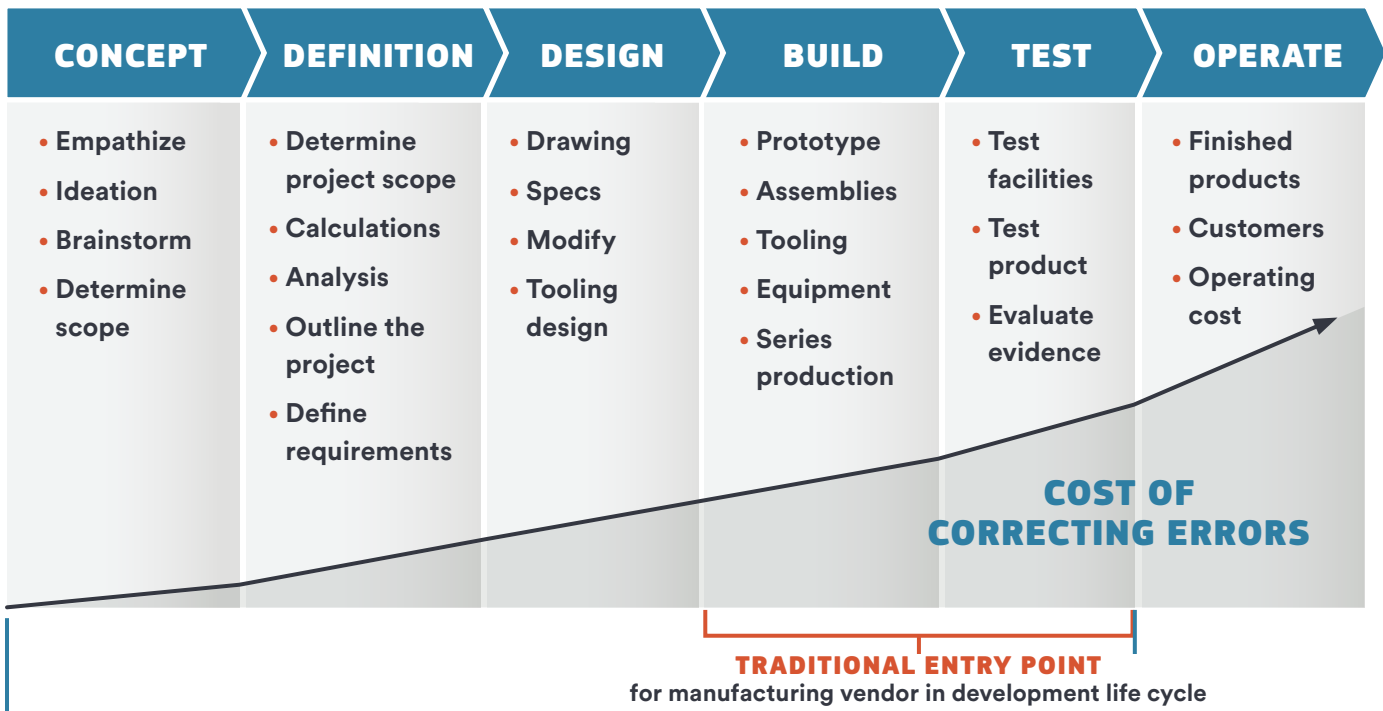 CONCEPT
DEFINITION
DESIGN
BUILD
TEST
OPERATE
• Empathize
• Ideation
• Brainstorm
• Determine
scope
• Determine
project scope
• Calculations
• Analysis
• Outline the
project
• Define
requirements
• Drawing
• Specs
• Modify
• Tooling
design
• Prototype
• Assemblies
• Tooling
• Equipment
• Series
production
• Test
facilities
• Test
product
• Evaluate
evidence
• Finished
products
• Customers
• Operating
cost
COST OF
CORRECTING ERRORS
TRADITIONAL ENTRY POINT
for manufacturing vendor in development life cycle